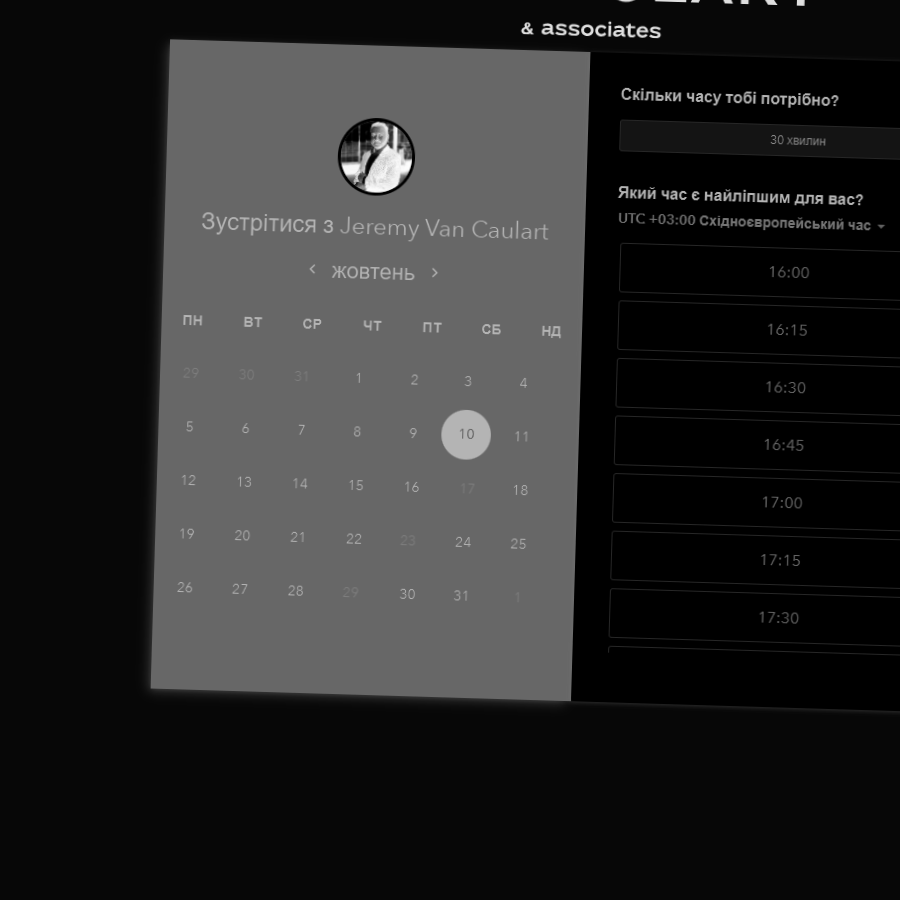 & associates
Зустрітися з Jeremy Van Caulart
жовтень
ПН ВТ СР ЧТ ПТ СБ НД
29 30 31 1 2 3 4
5 6 7 8 9 10 11
12 13 14 15 16 17 18
19 20 21 22 23 24 25
26 27 28 29 30 31 1
Скільки часу тобі потрібно?
30 хвилин
Який час є найліпшим для вас?
UTC +03:00 Східноєвропейський час
16:00
16:15
16:30
16:45
17:00
17:15
17:30